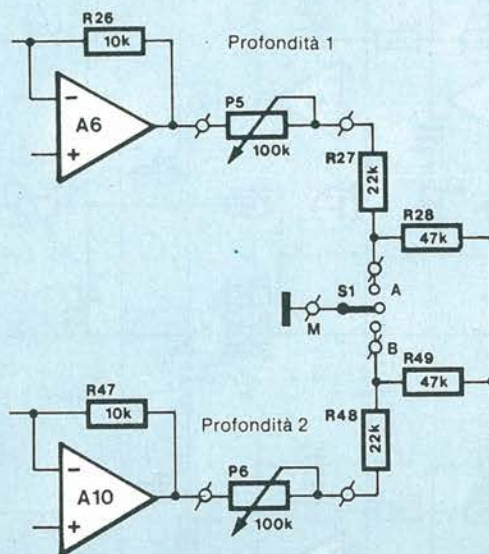 R26
10k
Profondità 1
−
A6
+
P5
100k
R27
22k
R28
47k
S1
A
M
B
R49
47k
R47
10k
Profondità 2
R48
22k
−
A10
+
P6
100k